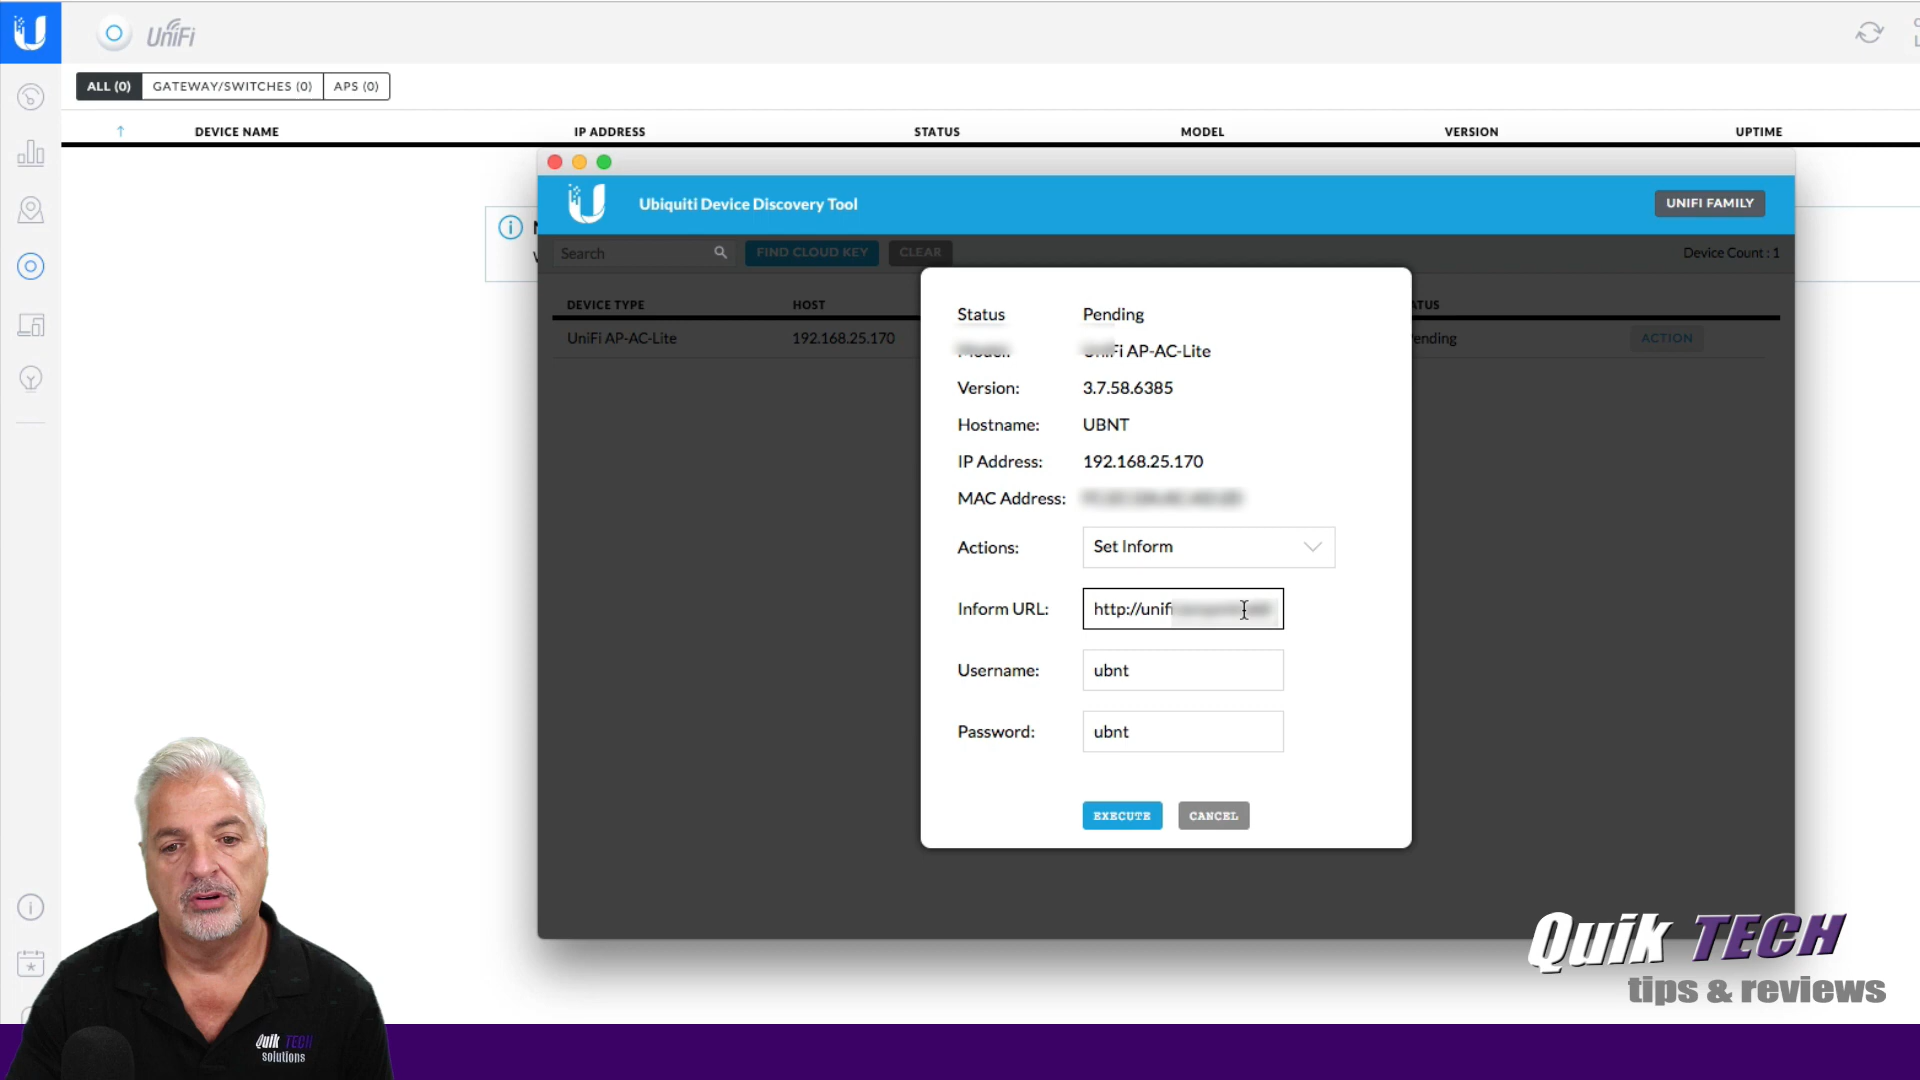 UniFi
ALL (0) GATEWAY/SWITCHES (0) APS (0)
DEVICE NAME IP ADDRESS STATUS MODEL VERSION UPTIME
Ubiquiti Device Discovery Tool UNIFI FAMILY
Search FIND CLOUD KEY CLEAR Device Count : 1
DEVICE TYPE HOST
UniFi AP-AC-Lite 192.168.25.170 ACTION
Status Pending
UniFi AP-AC-Lite
Version: 3.7.58.6385
Hostname: UBNT
IP Address: 192.168.25.170
MAC Address:
Actions: Set Inform
Inform URL: http://unifi
Username: ubnt
Password: ubnt
EXECUTE CANCEL
Quik TECH
tips & reviews
Quik TECH
solutions